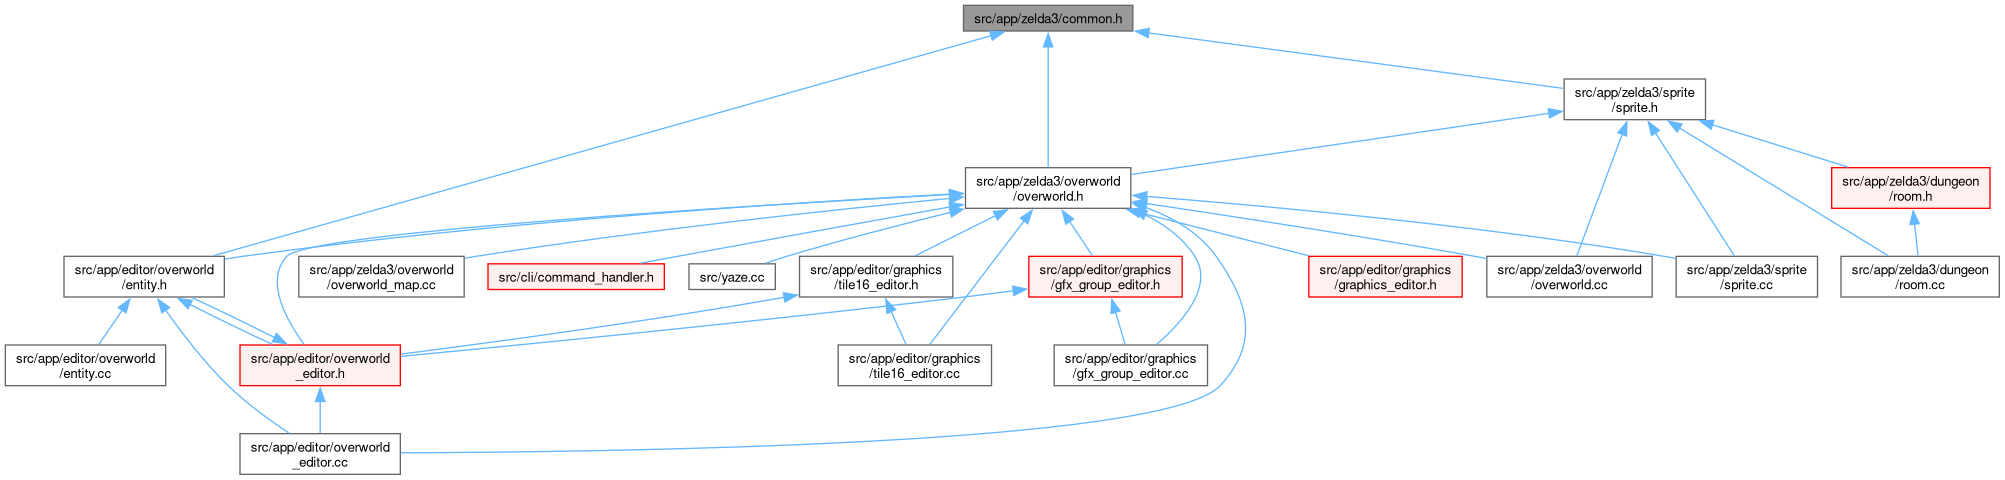 src/app/zelda3/common.h
src/app/zelda3/sprite
/sprite.h
src/app/zelda3/overworld
/overworld.h
src/app/zelda3/dungeon
/room.h
src/app/editor/overworld
/entity.h
src/app/zelda3/overworld
/overworld_map.cc
src/cli/command_handler.h
src/yaze.cc
src/app/editor/graphics
/tile16_editor.h
src/app/editor/graphics
/gfx_group_editor.h
src/app/editor/graphics
/graphics_editor.h
src/app/zelda3/overworld
/overworld.cc
src/app/zelda3/sprite
/sprite.cc
src/app/zelda3/dungeon
/room.cc
src/app/editor/overworld
/entity.cc
src/app/editor/overworld
_editor.h
src/app/editor/graphics
/tile16_editor.cc
src/app/editor/graphics
/gfx_group_editor.cc
src/app/editor/overworld
_editor.cc